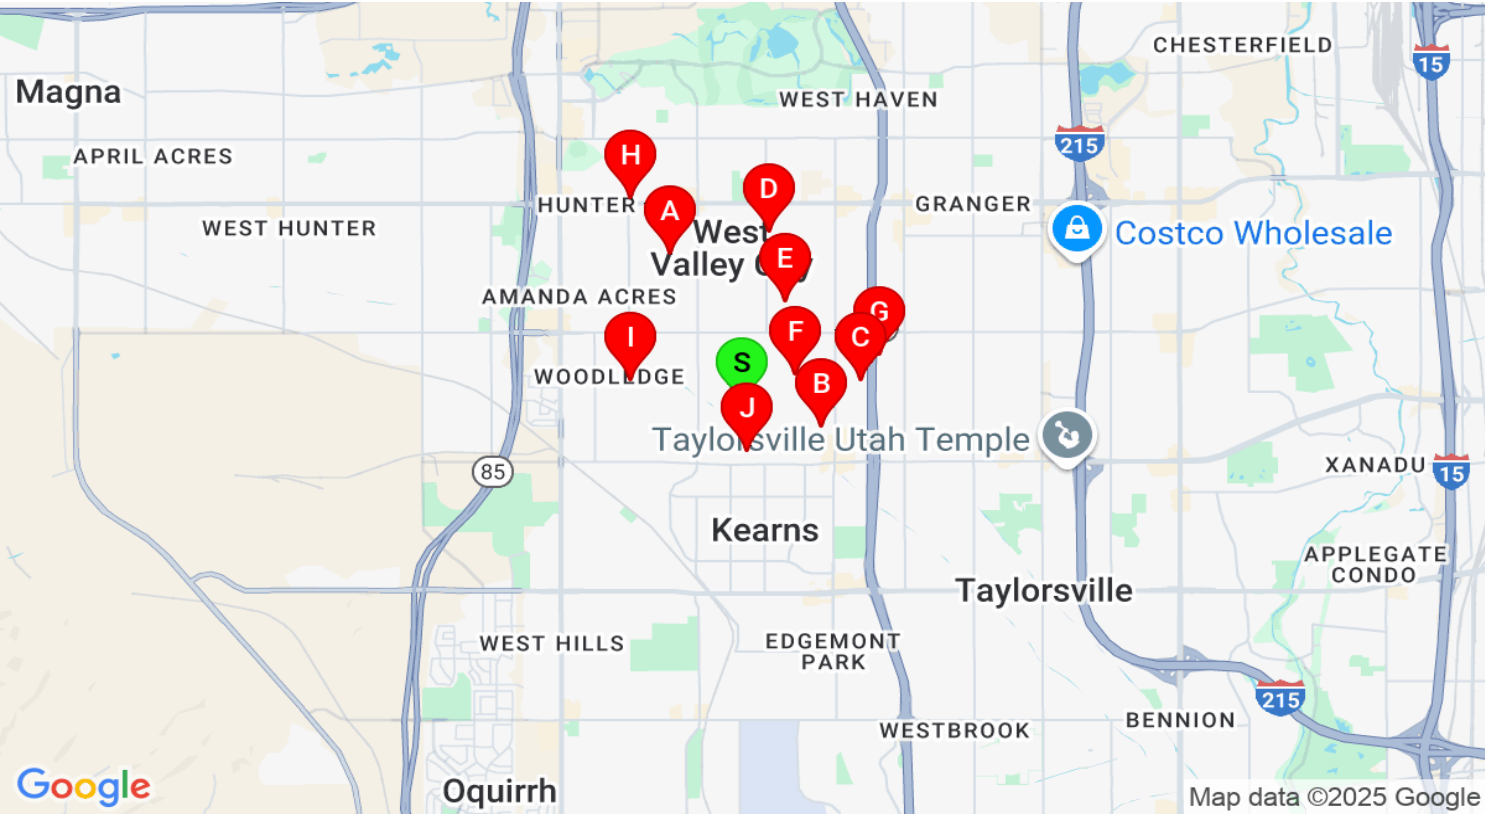 CHESTERFIELD
15
Magna
WEST HAVEN
215
H
APRIL ACRES
D
A
HUNTER
GRANGER
WEST HUNTER
West
Valley City
Costco Wholesale
E
AMANDA ACRES
G
F
C
I
S
WOODLEDGE
B
J
Taylorsville Utah Temple
85
XANADU
15
Kearns
APPLEGATE
CONDO
Taylorsville
WEST HILLS
EDGEMONT
PARK
215
BENNION
WESTBROOK
Google
Oquirrh
Map data ©2025 Google